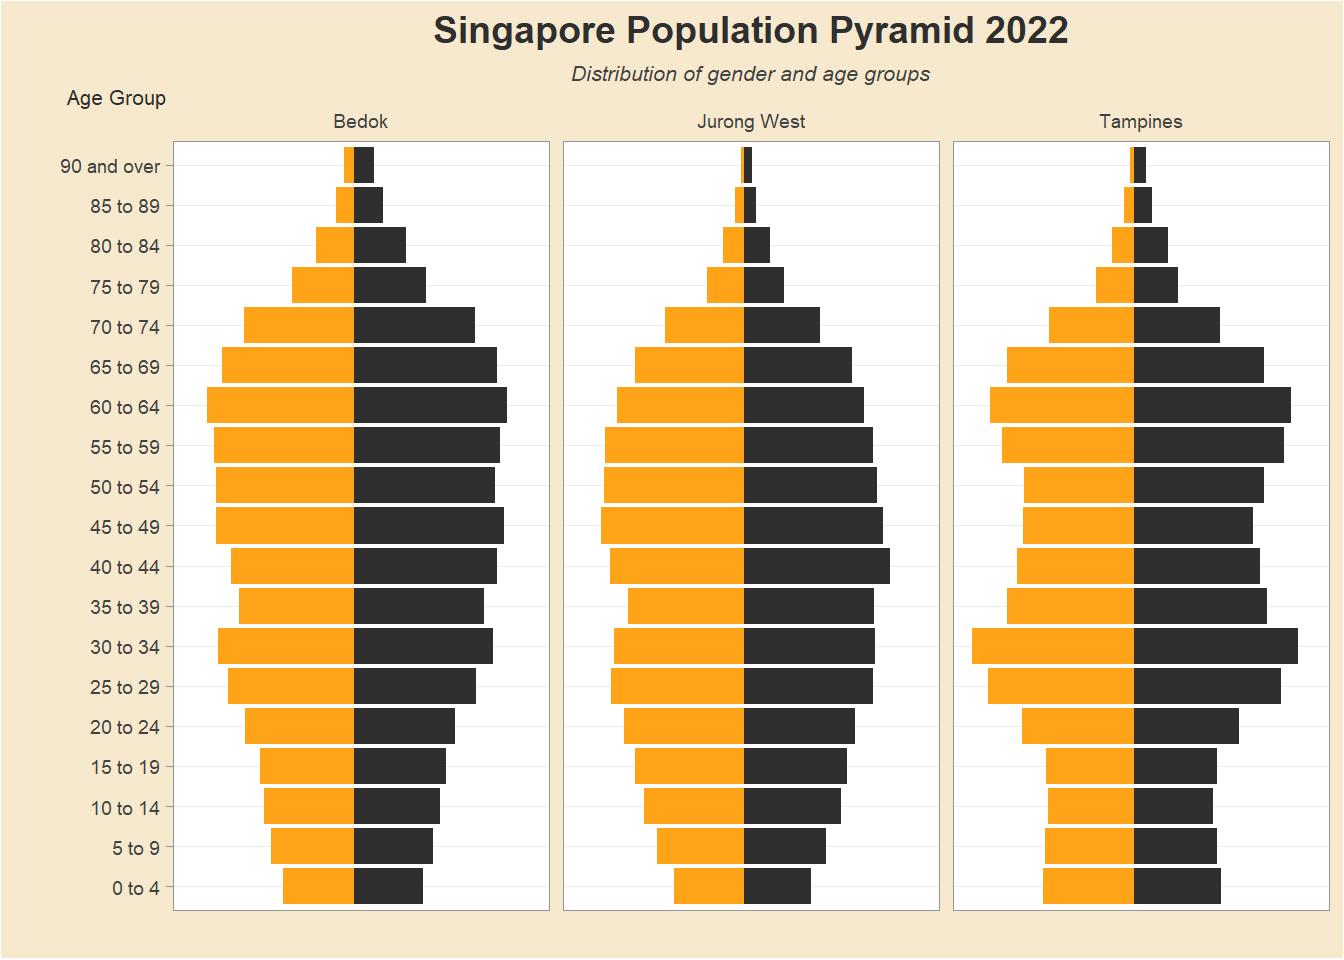 Singapore Population Pyramid 2022
Distribution of gender and age groups
Age Group
Bedok
Jurong West
Tampines
90 and over
85 to 89
80 to 84
75 to 79
70 to 74
65 to 69
60 to 64
55 to 59
50 to 54
45 to 49
40 to 44
35 to 39
30 to 34
25 to 29
20 to 24
15 to 19
10 to 14
5 to 9
0 to 4